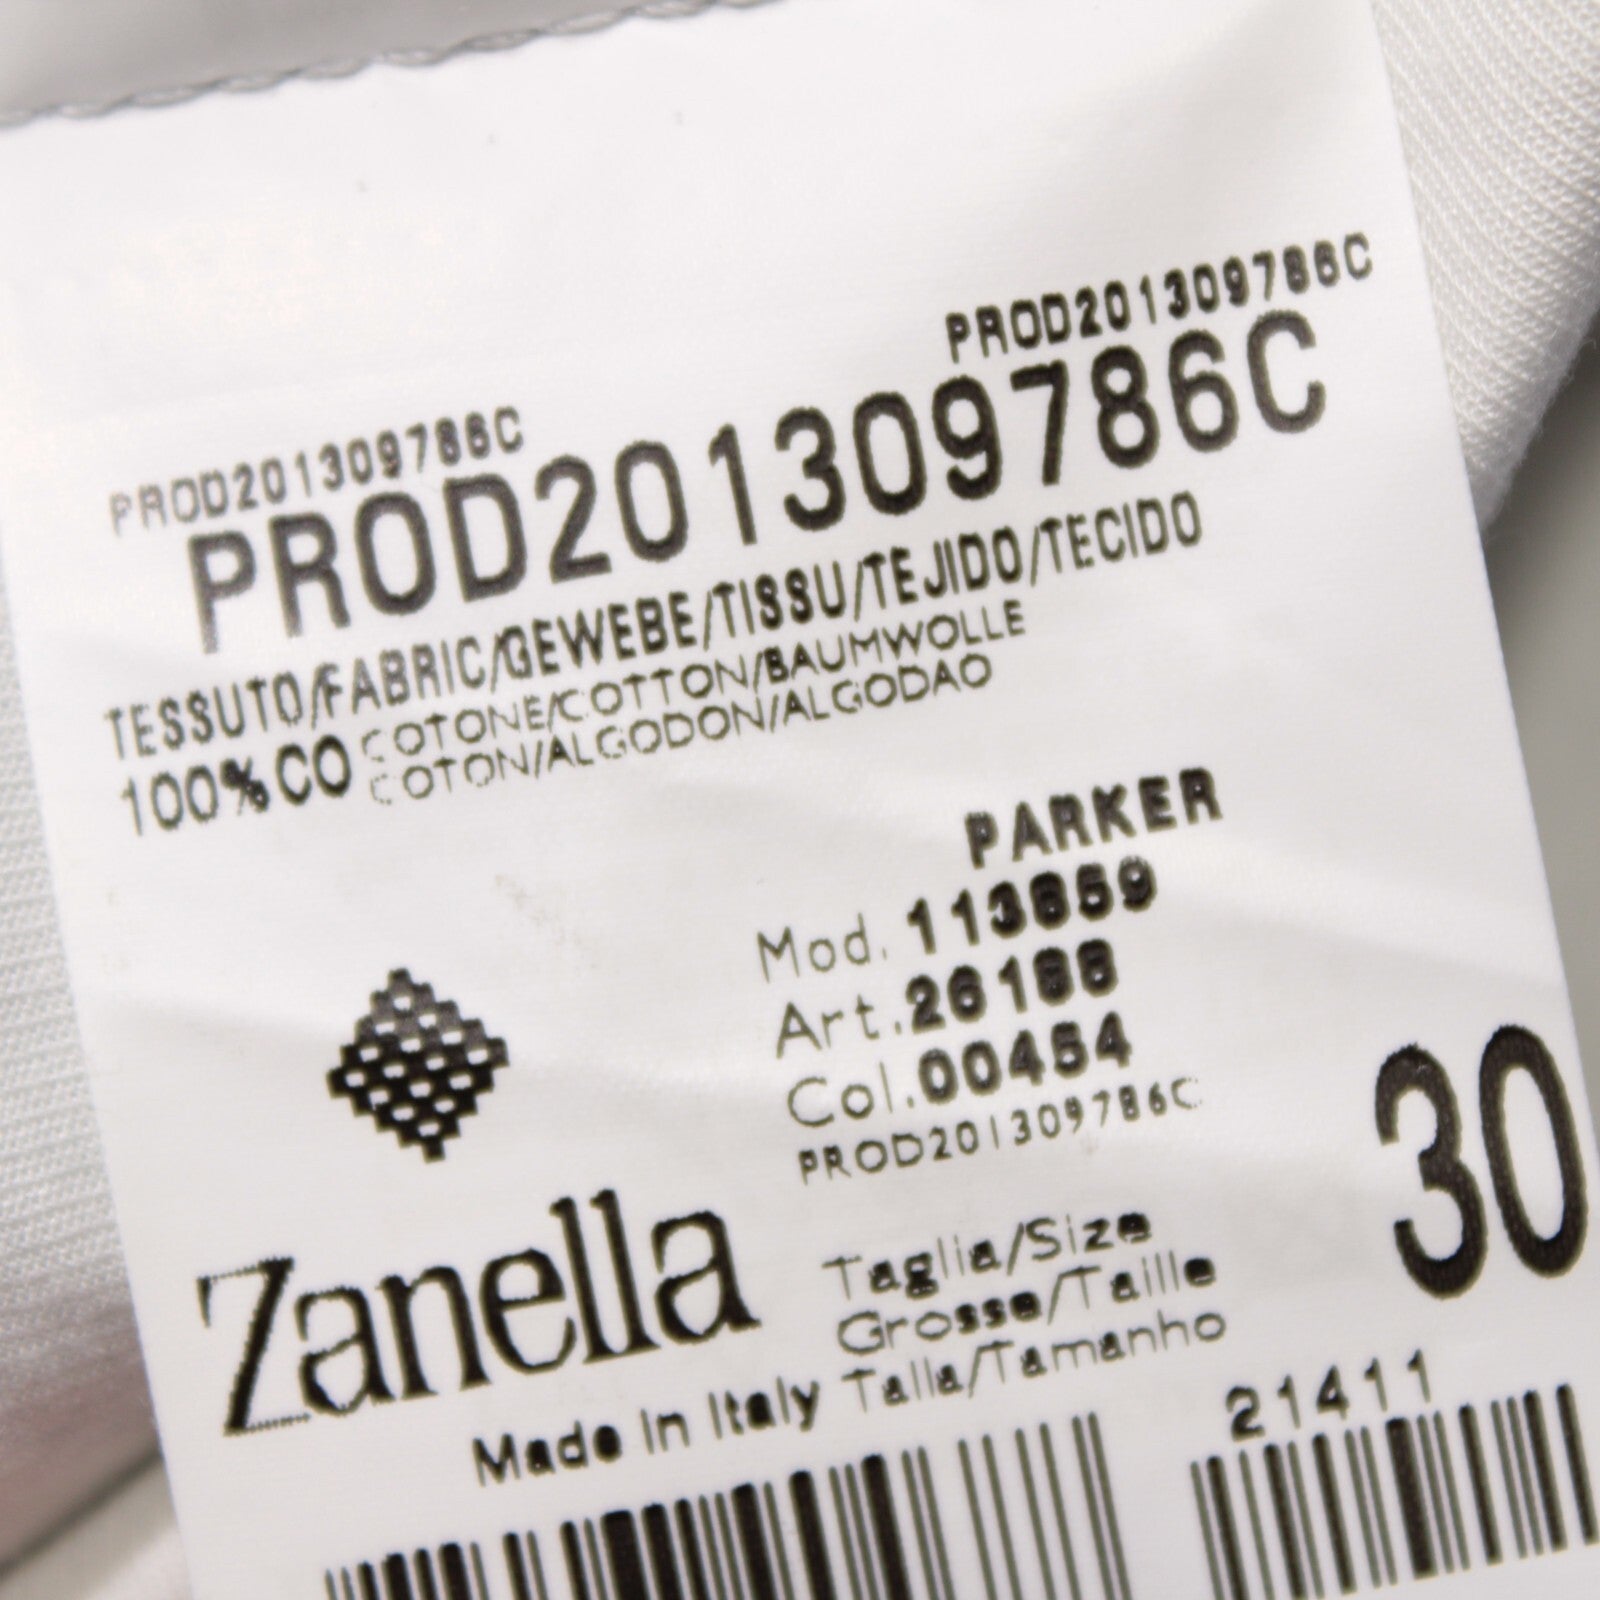 PROD201309786C
PROD201309786C
PROD201309786C
TESSUTO/FABRIC/GEWEBE/TISSU/TEJIDO/TECIDO
100%CO COTONE/COTTON/BAUMWOLLE
COTON/ALGODON/ALGODAO
PARKER
Mod. 113859
Art. 26188
Col. 00454
PROD201309786C
30
Zanella
Taglia/Size
Grosse/Taille
Talla/Tamanho
Made In Italy
21411